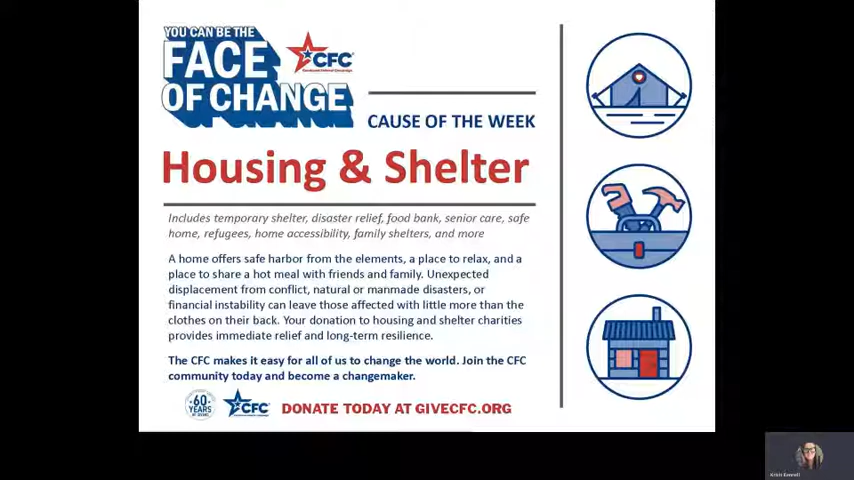 YOU CAN BE THE
FACE
OF CHANGE
CFC
CAUSE OF THE WEEK
Housing & Shelter
Includes temporary shelter, disaster relief, food bank, senior care, safe
home, refugees, home accessibility, family shelters, and more
A home offers safe harbor from the elements, a place to relax, and a
place to share a hot meal with friends and family. Unexpected
displacement from conflict, natural or manmade disasters, or
financial instability can leave those affected with little more than the
clothes on their back. Your donation to housing and shelter charities
provides immediate relief and long-term resilience.
The CFC makes it easy for all of us to change the world. Join the CFC
community today and become a changemaker.
60
YEARS
CFC
DONATE TODAY AT GIVECFC.ORG